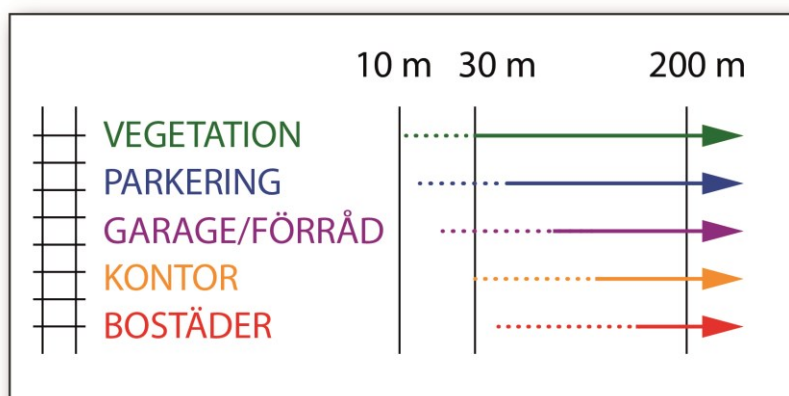 10 m 30 m 200 m
VEGETATION
PARKERING
GARAGE/FÖRRÅD
KONTOR
BOSTÄDER